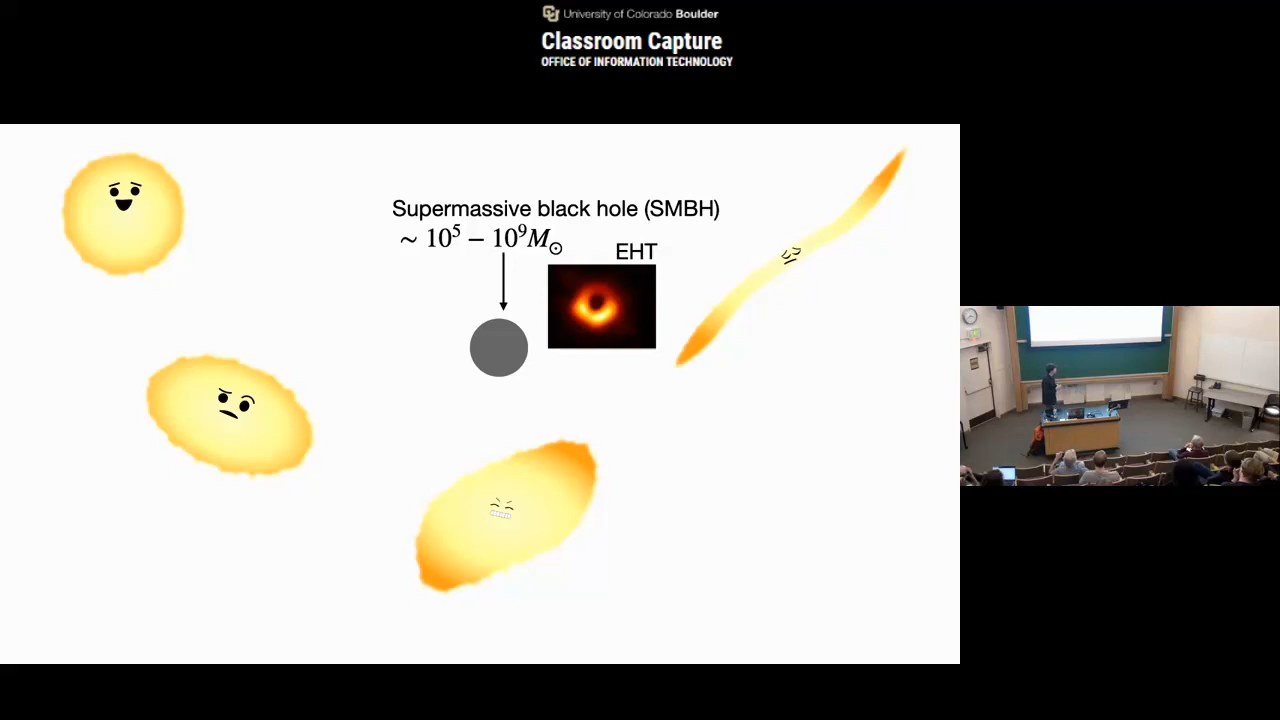 University of Colorado Boulder
Classroom Capture
OFFICE OF INFORMATION TECHNOLOGY
Supermassive black hole (SMBH)
~ 10⁵ – 10⁹M☉
EHT